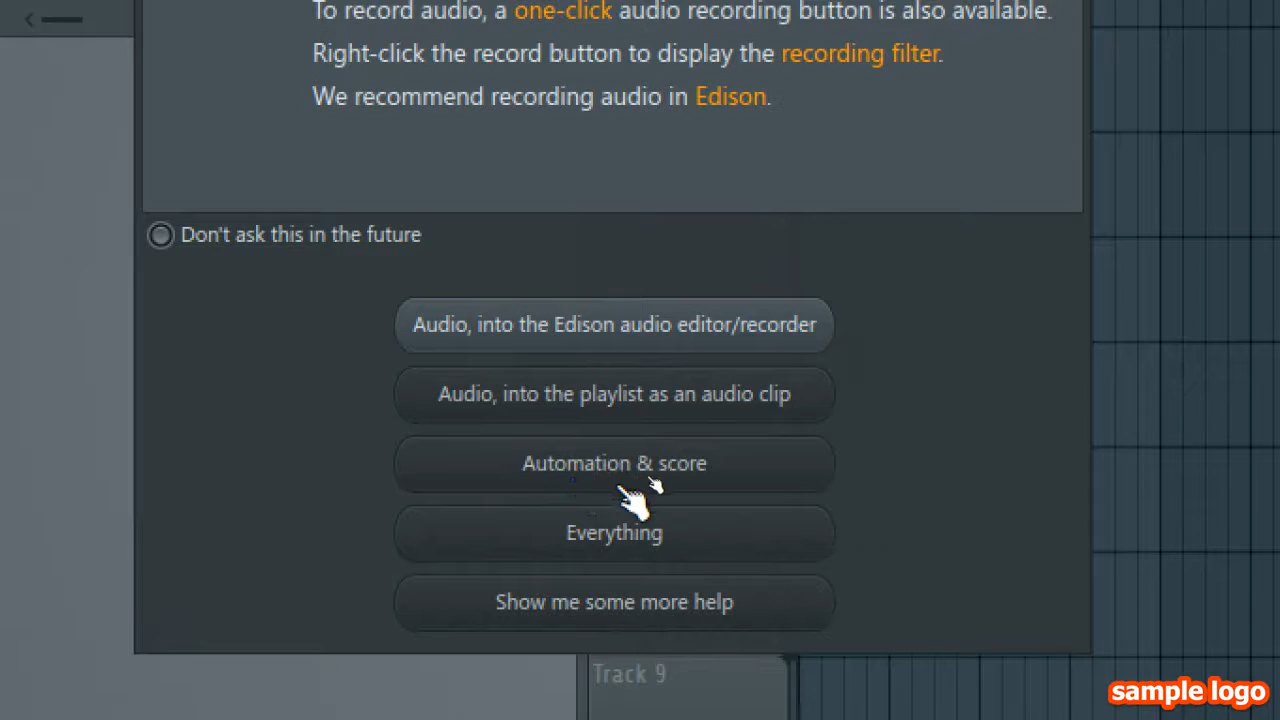 To record audio, a one-click audio recording button is also available.
Right-click the record button to display the recording filter.
We recommend recording audio in Edison.
Don't ask this in the future
Audio, into the Edison audio editor/recorder
Audio, into the playlist as an audio clip
Automation & score
Everything
Show me some more help
Track 9
sample logo